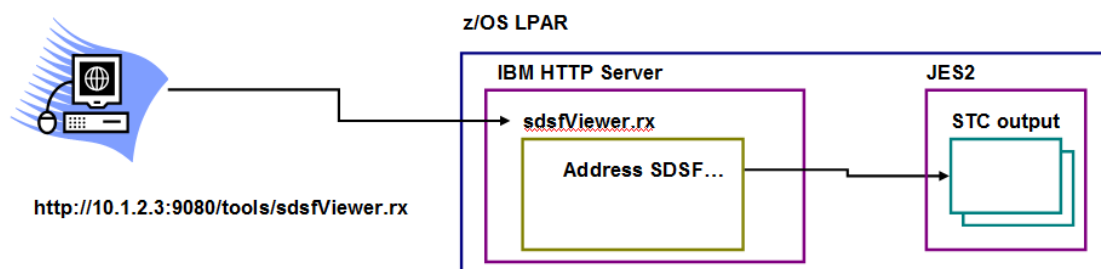 z/OS LPAR
IBM HTTP Server
JES2
sdsfViewer.rx
STC output
Address SDSF...
http://10.1.2.3:9080/tools/sdsfViewer.rx